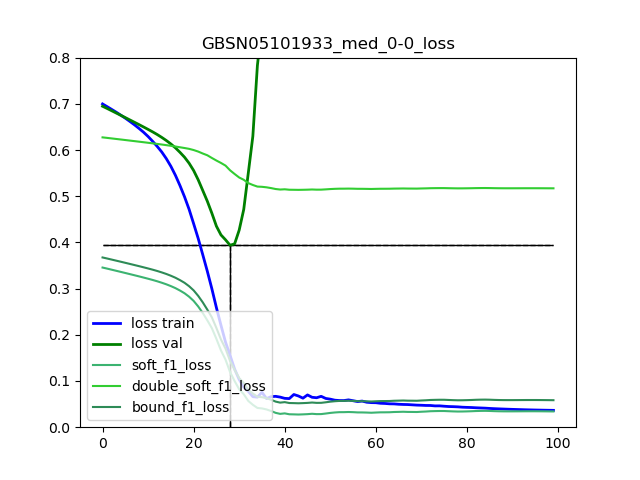 GBSN05101933_med_0-0_loss
0.8
0.7
0.6
0.5
0.4
0.3
0.2
0.1
0.0
loss train
loss val
soft_f1_loss
double_soft_f1_loss
bound_f1_loss
0 20 40 60 80 100